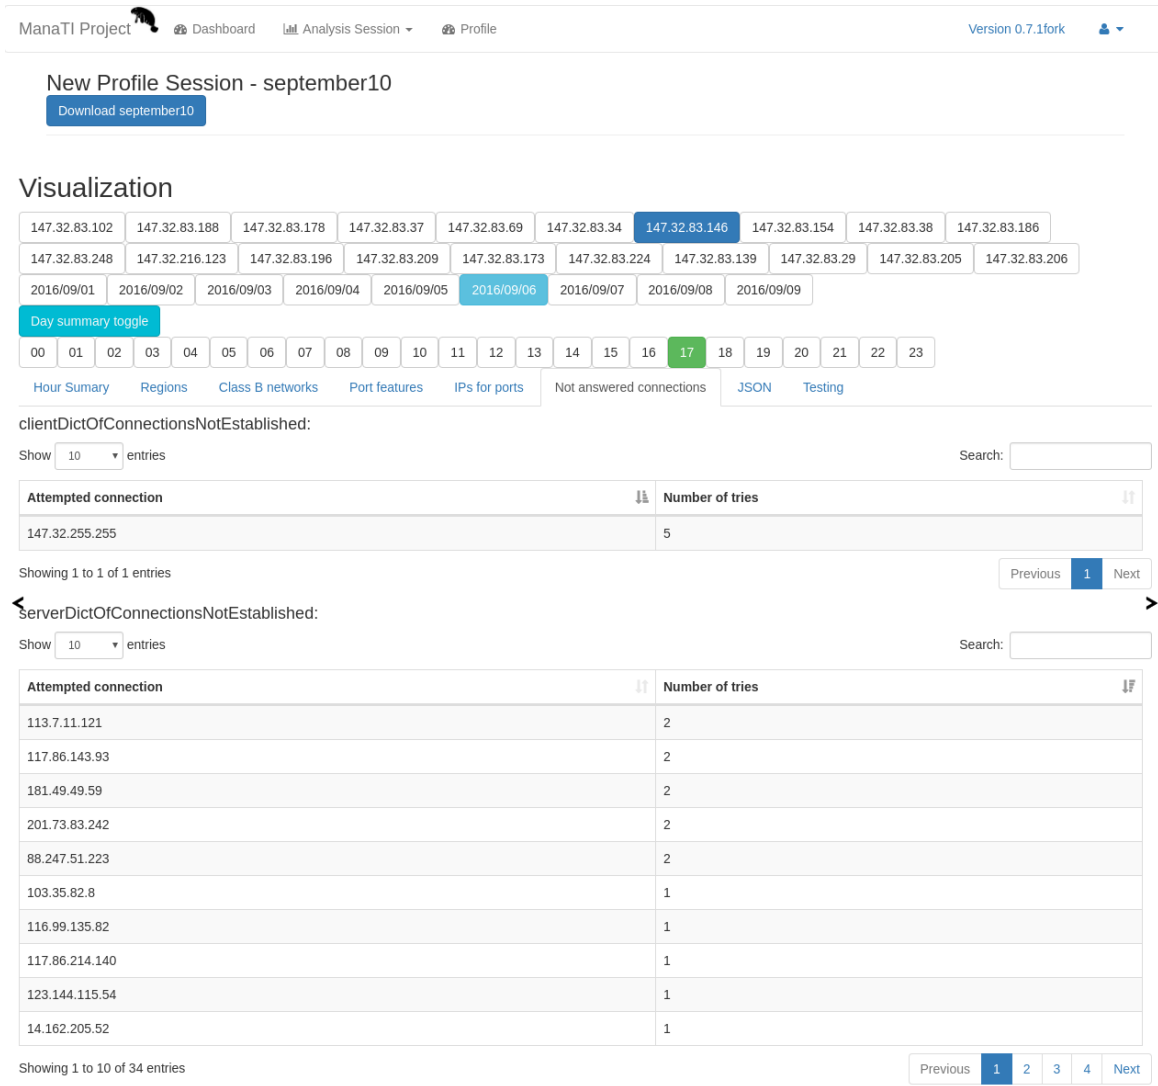 ManaTI Project Dashboard Analysis Session Profile Version 0.7.1fork
New Profile Session - september10
Download september10
Visualization
147.32.83.102 147.32.83.188 147.32.83.178 147.32.83.37 147.32.83.69 147.32.83.34 147.32.83.146 147.32.83.154 147.32.83.38 147.32.83.186
147.32.83.248 147.32.216.123 147.32.83.196 147.32.83.209 147.32.83.173 147.32.83.224 147.32.83.139 147.32.83.29 147.32.83.205 147.32.83.206
2016/09/01 2016/09/02 2016/09/03 2016/09/04 2016/09/05 2016/09/06 2016/09/07 2016/09/08 2016/09/09
Day summary toggle
00 01 02 03 04 05 06 07 08 09 10 11 12 13 14 15 16 17 18 19 20 21 22 23
Hour Sumary Regions Class B networks Port features IPs for ports Not answered connections JSON Testing
clientDictOfConnectionsNotEstablished:
Show 10 entries Search:
Attempted connection Number of tries
147.32.255.255 5
Showing 1 to 1 of 1 entries Previous 1 Next
< >
serverDictOfConnectionsNotEstablished:
Show 10 entries Search:
Attempted connection Number of tries
113.7.11.121 2
117.86.143.93 2
181.49.49.59 2
201.73.83.242 2
88.247.51.223 2
103.35.82.8 1
116.99.135.82 1
117.86.214.140 1
123.144.115.54 1
14.162.205.52 1
Showing 1 to 10 of 34 entries Previous 1 2 3 4 Next